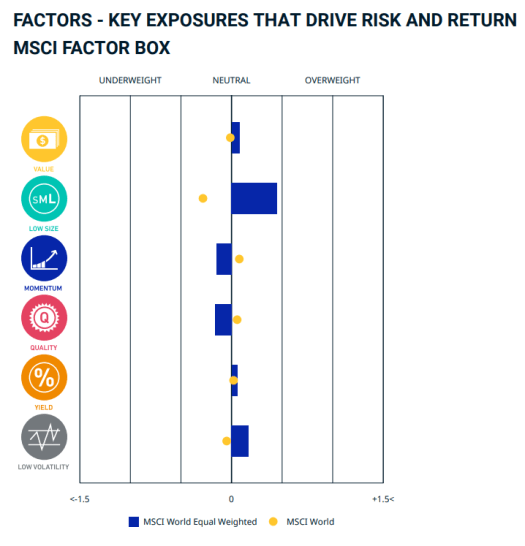 FACTORS - KEY EXPOSURES THAT DRIVE RISK AND RETURN
MSCI FACTOR BOX
UNDERWEIGHT NEUTRAL OVERWEIGHT
$
VALUE
SML
LOW SIZE
MOMENTUM
Q
QUALITY
%
YIELD
LOW VOLATILITY
<-1.5 0 +1.5<
MSCI World Equal Weighted MSCI World